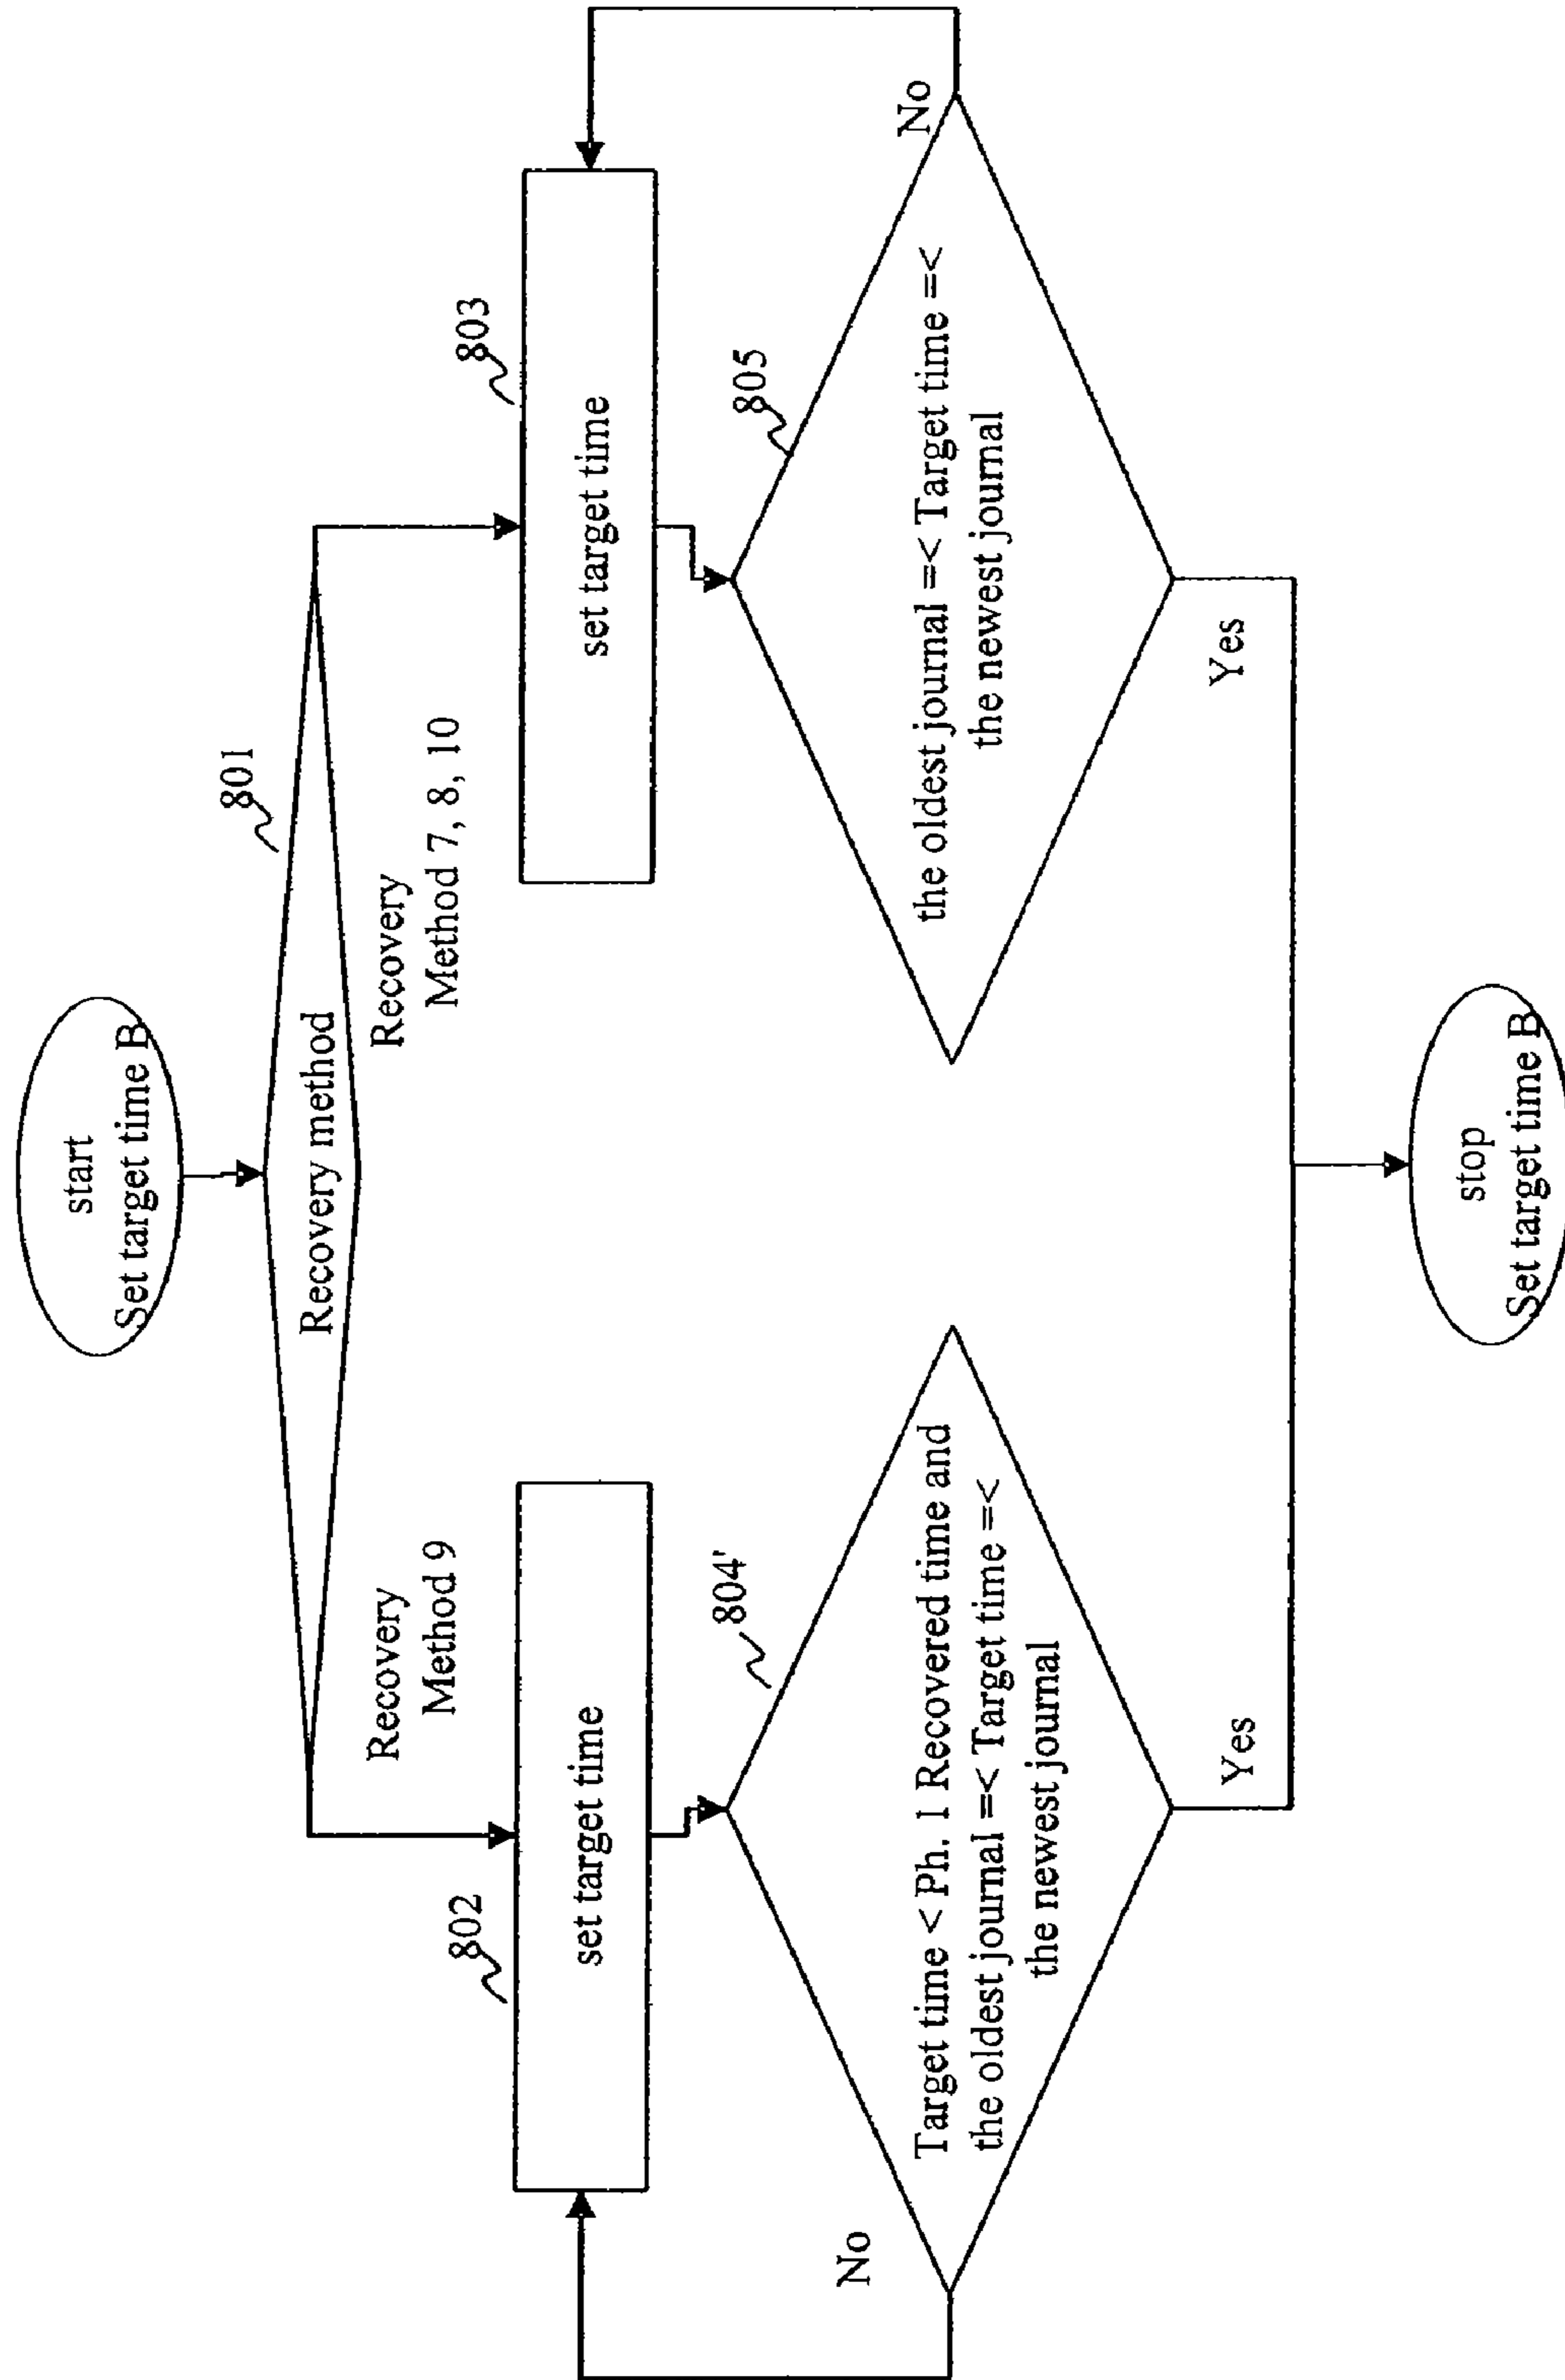 start
Set target time B
801
Recovery method
Recovery
Method 9
Recovery
Method 7, 8, 10
802
set target time
803
set target time
804'
Target time < Ph. 1 Recovered time and
the oldest journal =< Target time =<
the newest journal
No
Yes
805
the oldest journal =< Target time =<
the newest journal
No
Yes
stop
Set target time B